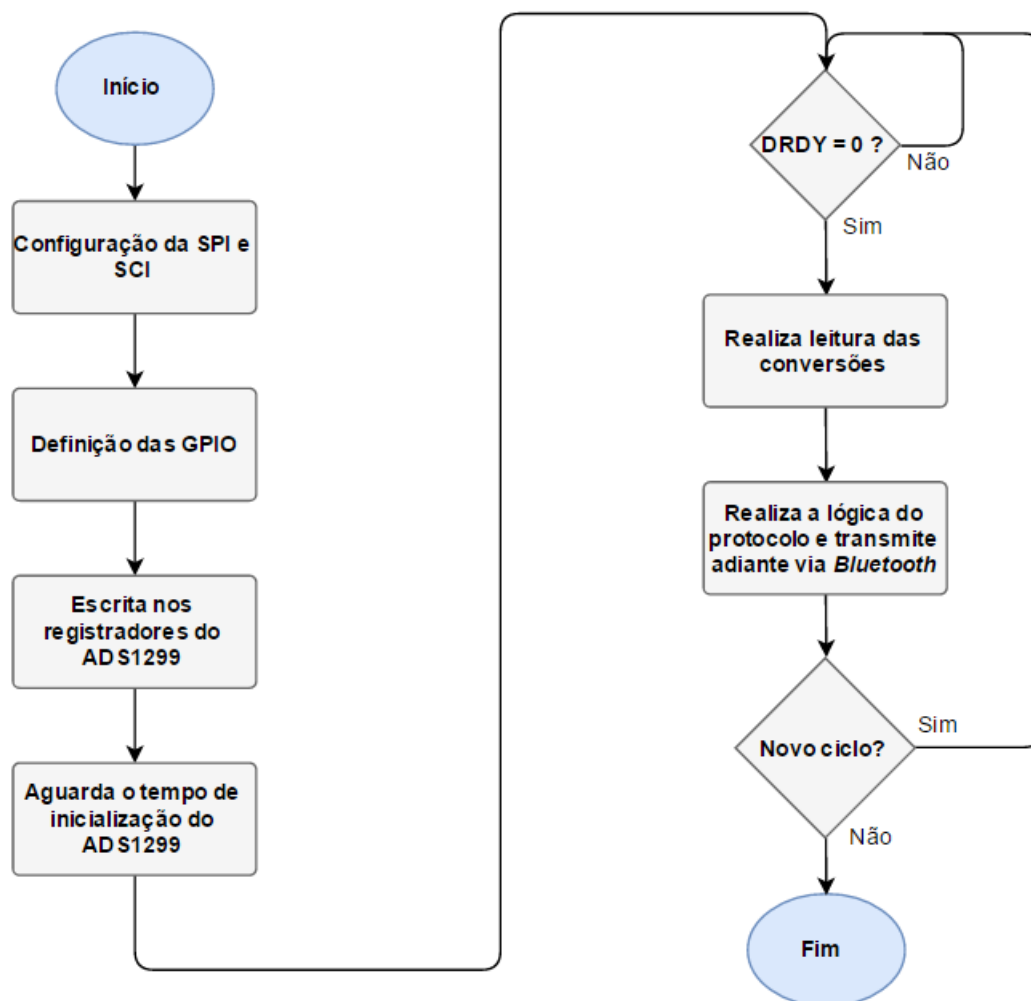 Início
Configuração da SPI e
SCI
Definição das GPIO
Escrita nos
registradores do
ADS1299
Aguarda o tempo de
inicialização do
ADS1299
DRDY = 0 ?
Não
Sim
Realiza leitura das
conversões
Realiza a lógica do
protocolo e transmite
adiante via Bluetooth
Novo ciclo?
Sim
Não
Fim